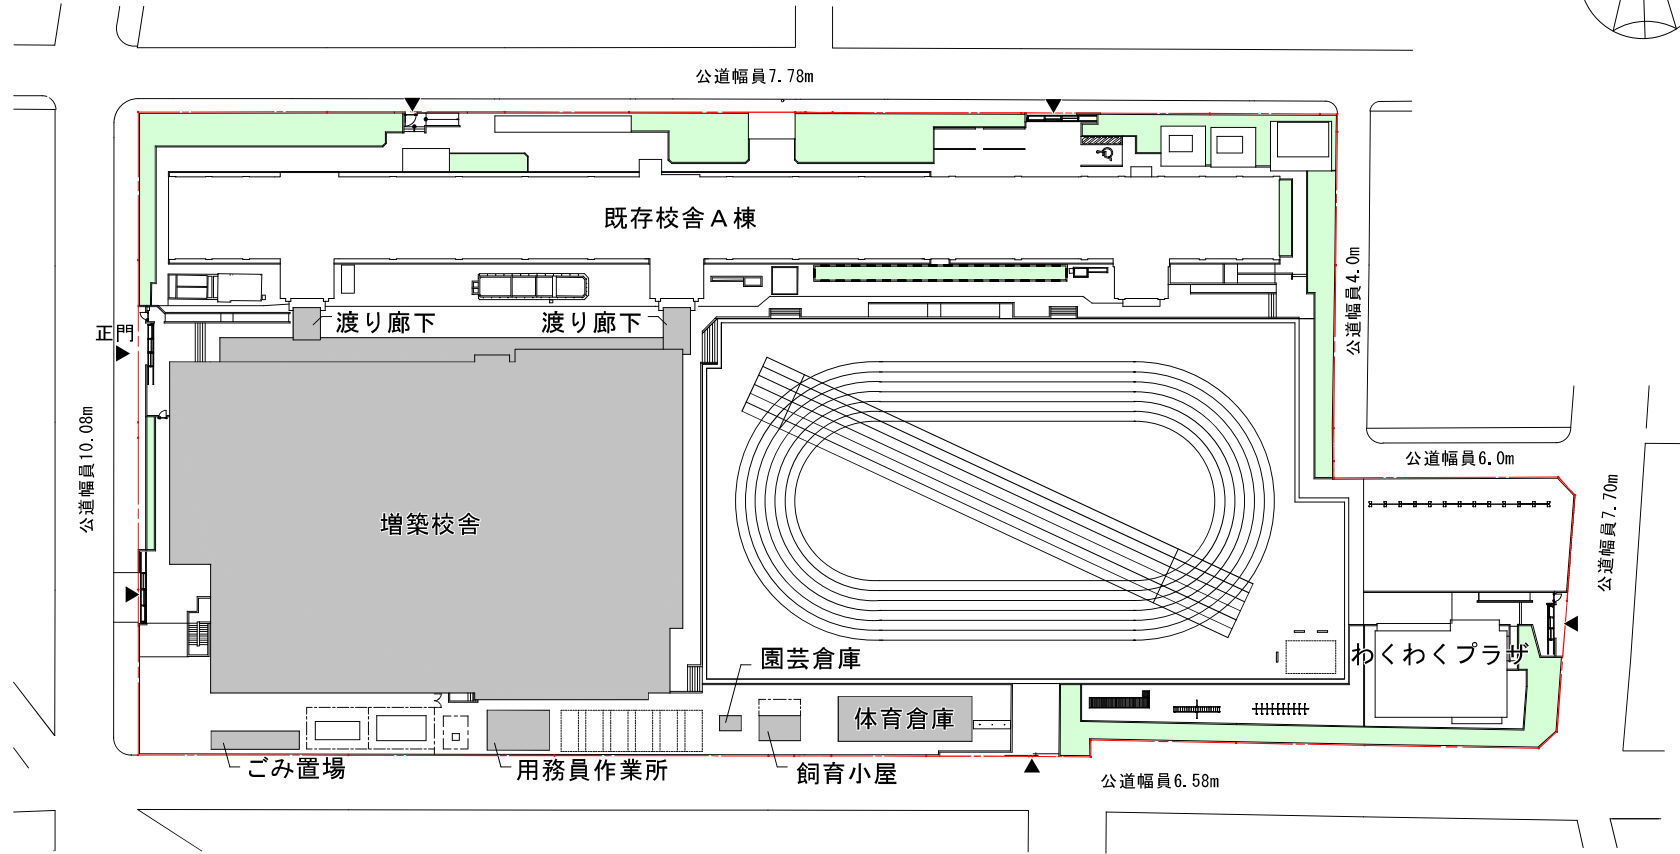 公道幅員7.78m
既存校舎A棟
公道幅員4.0m
渡り廊下
渡り廊下
正門
公道幅員10.08m
公道幅員6.0m
公道幅員7.70m
増築校舎
園芸倉庫
わくわくプラザ
体育倉庫
ごみ置場
用務員作業所
飼育小屋
公道幅員6.58m